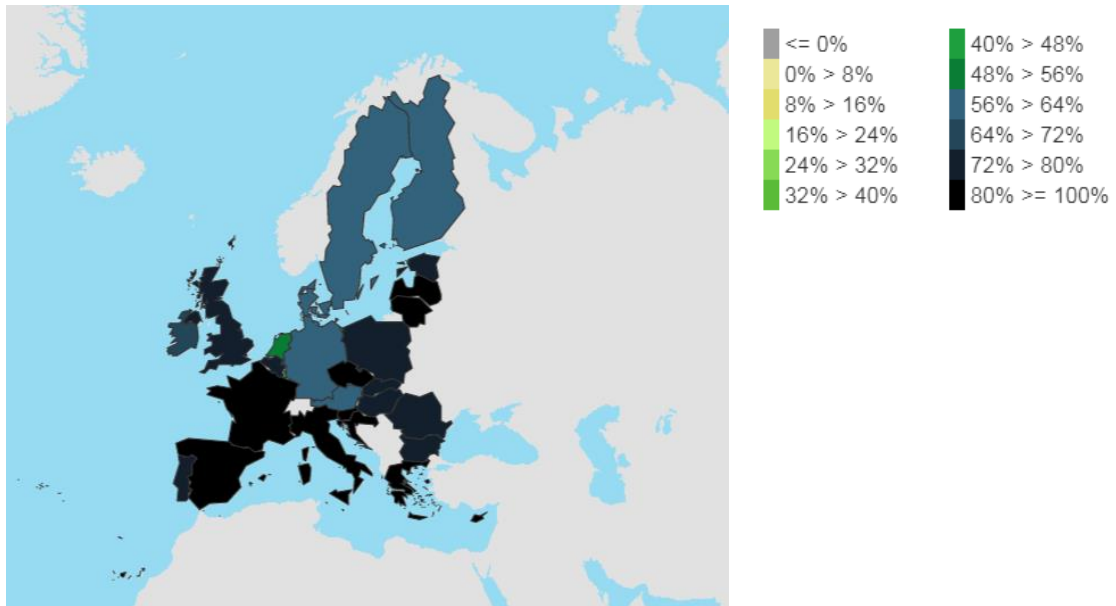 <= 0%
0% > 8%
8% > 16%
16% > 24%
24% > 32%
32% > 40%
40% > 48%
48% > 56%
56% > 64%
64% > 72%
72% > 80%
80% >= 100%